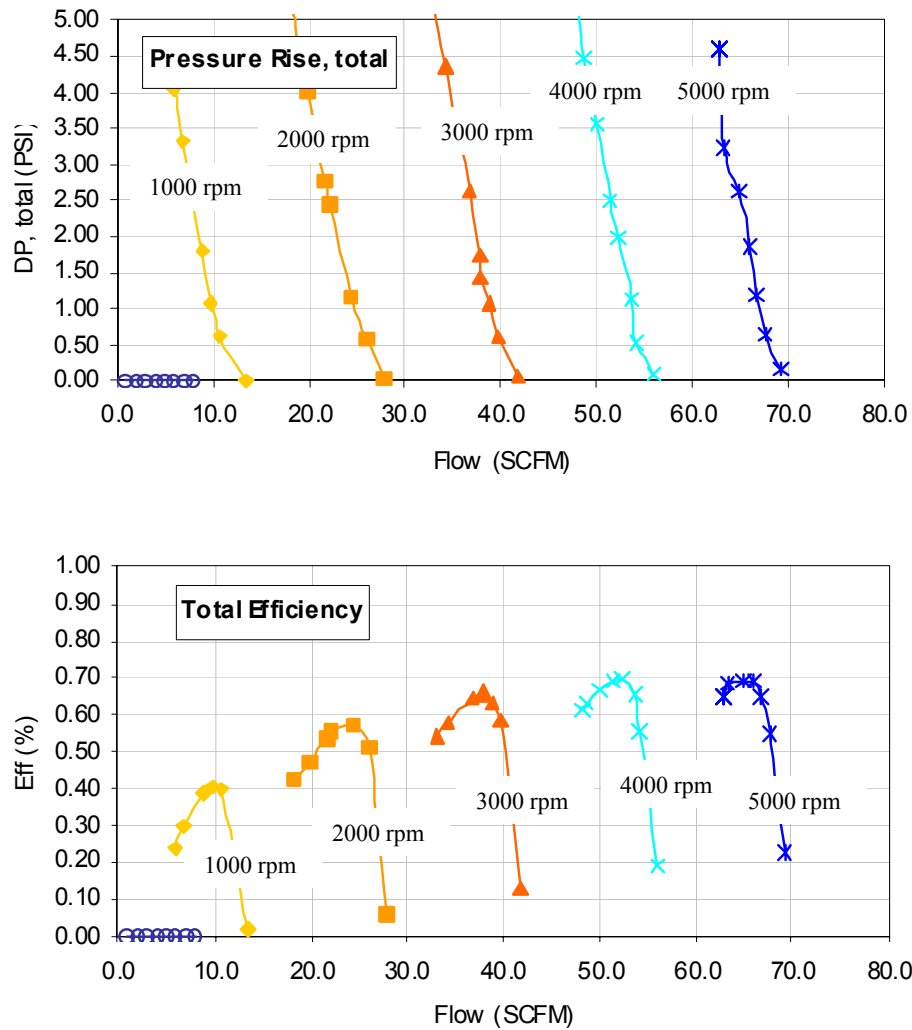 5.00
Pressure Rise, total
4.50
4.00
3.50
3.00
2.50
2.00
1.50
1.00
0.50
0.00
DP, total (PSI)
1000 rpm
2000 rpm
3000 rpm
4000 rpm
5000 rpm
0.0 10.0 20.0 30.0 40.0 50.0 60.0 70.0 80.0
Flow (SCFM)
1.00
0.90
Total Efficiency
0.80
0.70
0.60
0.50
0.40
0.30
0.20
0.10
0.00
Eff (%)
1000 rpm
2000 rpm
3000 rpm
4000 rpm
5000 rpm
0.0 10.0 20.0 30.0 40.0 50.0 60.0 70.0 80.0
Flow (SCFM)